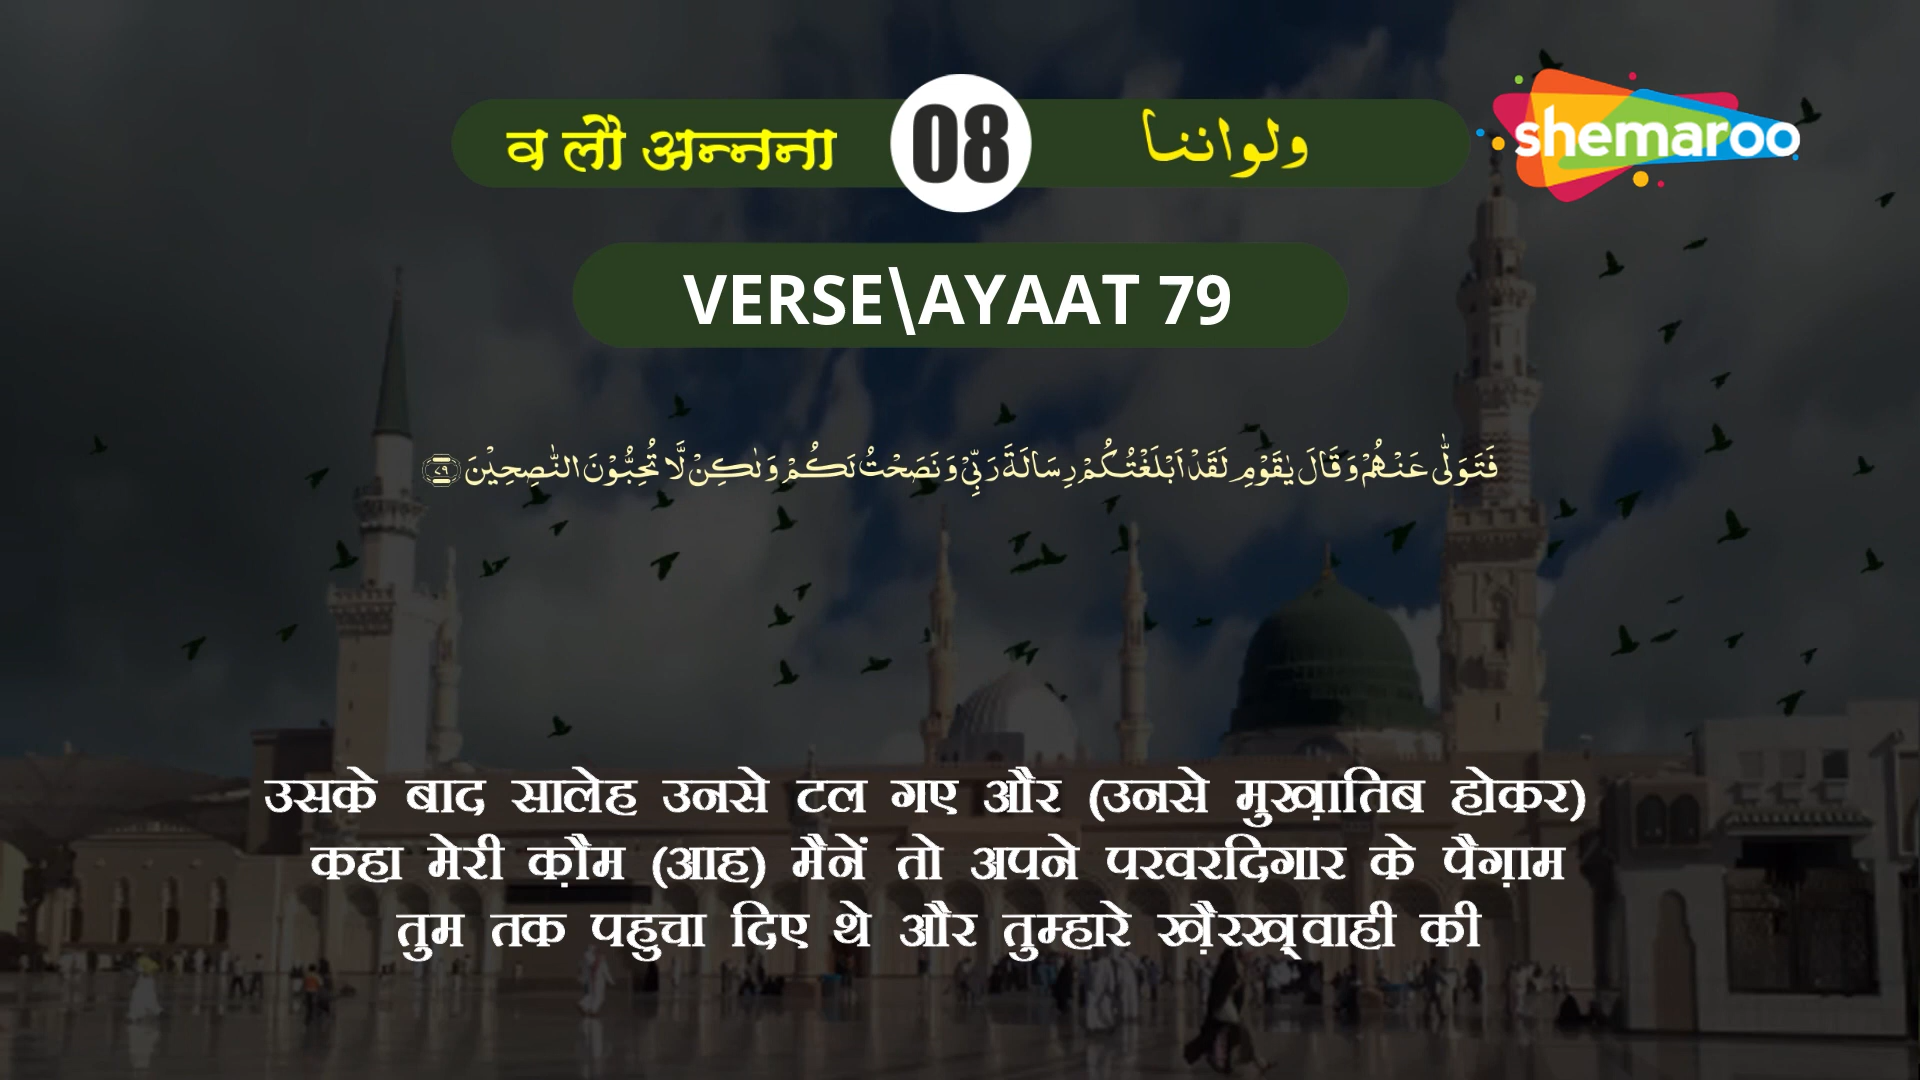 व लौ अन्नना 08 ولواننا
shemaroo
VERSE\AYAAT 79
فَتَوَلّٰى عَنْهُمْ وَ قَالَ یٰقَوْمِ لَقَدْ اَبْلَغْتُكُمْ رِسَالَةَ رَبِّیْ وَ نَصَحْتُ لَكُمْ وَ لٰكِنْ لَّا تُحِبُّوْنَ النّٰصِحِیْنَ ۷۹
उसके बाद सालेह उनसे टल गए और (उनसे मुख़ातिब होकर)
कहा मेरी क़ौम (आह) मैनें तो अपने परवरदिगार के पैग़ाम
तुम तक पहुचा दिए थे और तुम्हारे ख़ैरख़्वाही की